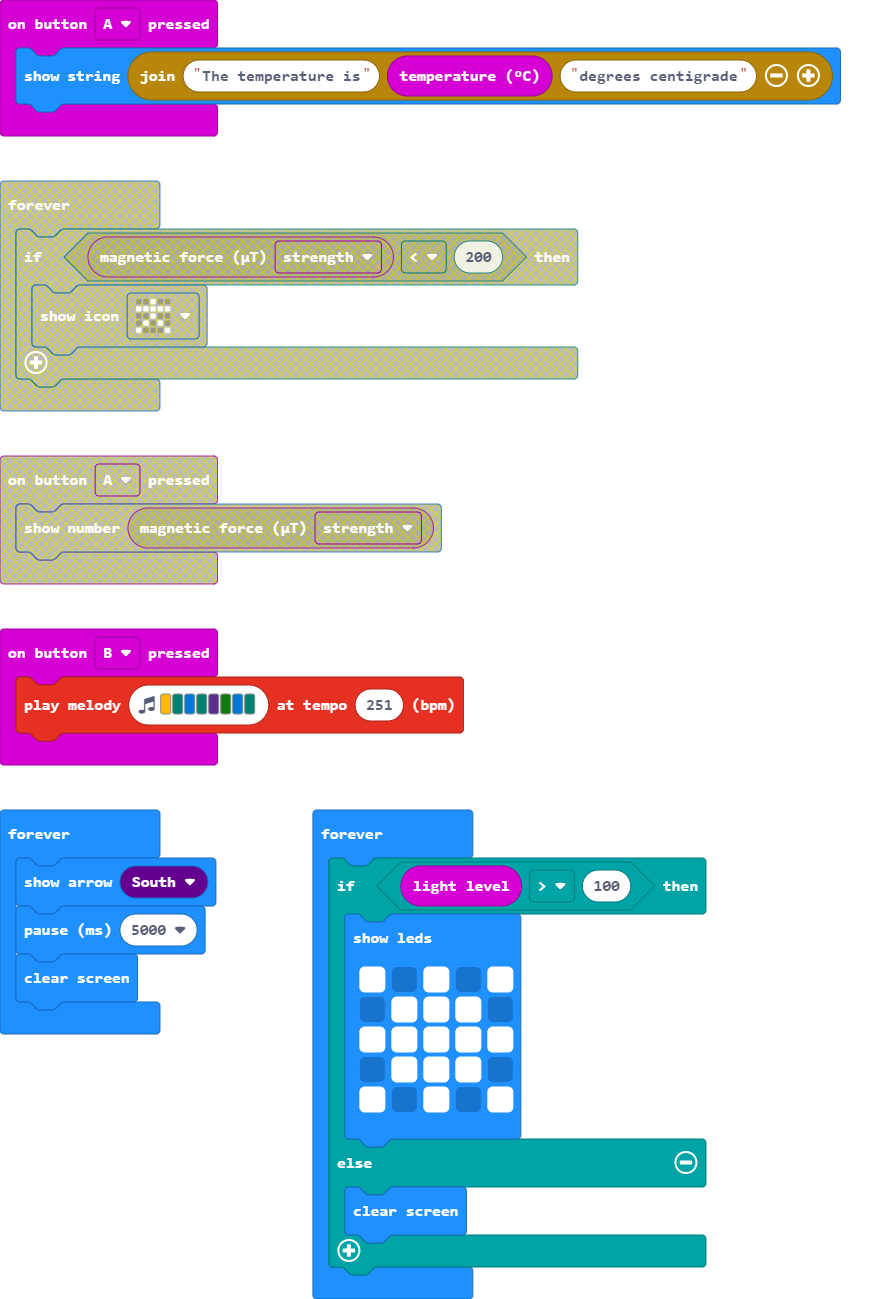 on button A pressed
show string join "The temperature is" temperature (ºC) "degrees centigrade"
forever
if magnetic force (µT) strength < 200 then
show icon
on button A pressed
show number magnetic force (µT) strength
on button B pressed
play melody at tempo 251 (bpm)
forever
show arrow South
pause (ms) 5000
clear screen
forever
if light level > 100 then
show leds
else
clear screen